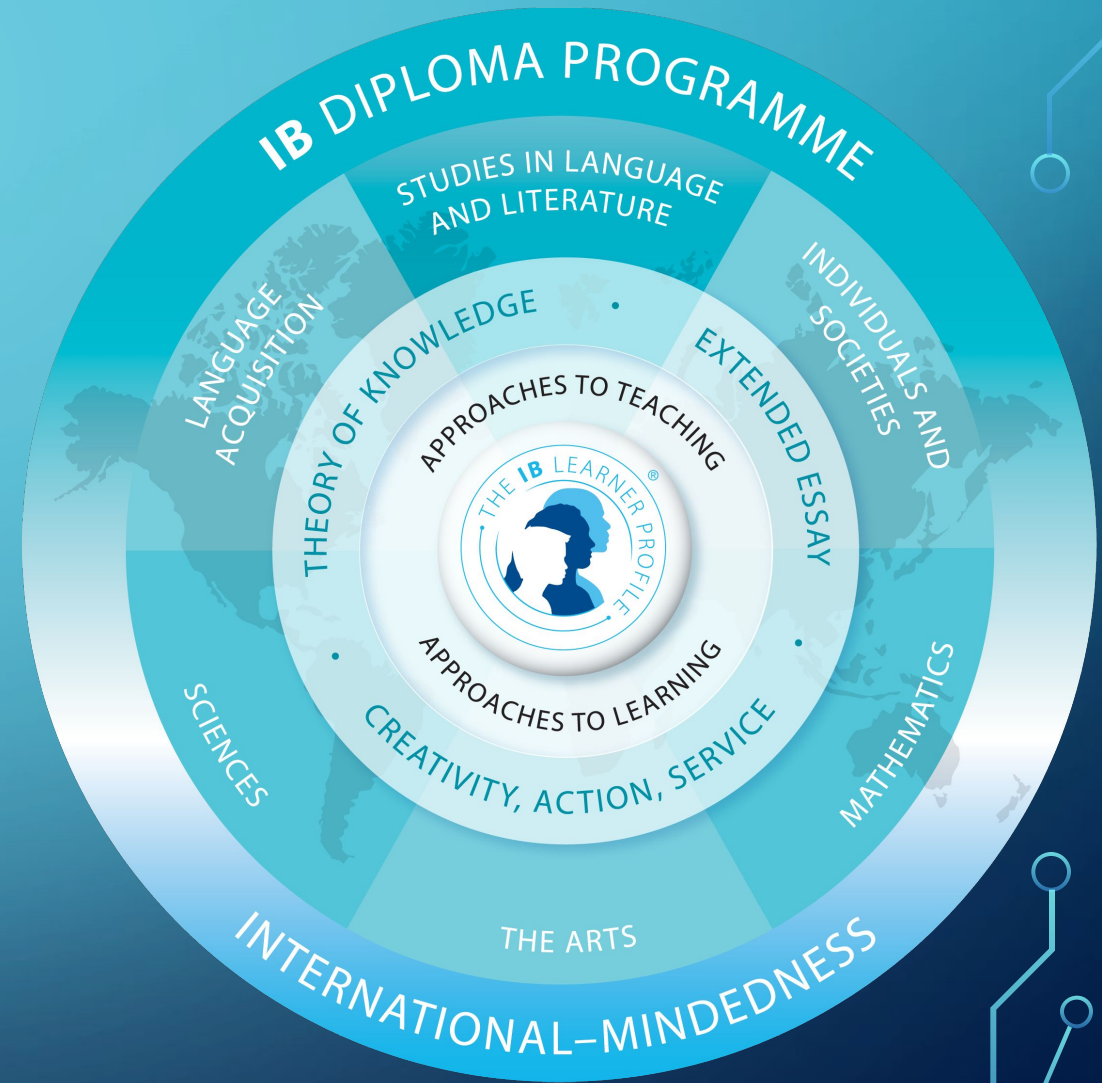 IB DIPLOMA PROGRAMME
STUDIES IN LANGUAGE
AND LITERATURE
LANGUAGE
ACQUISITION
INDIVIDUALS AND
SOCIETIES
THEORY OF KNOWLEDGE
•
EXTENDED ESSAY
APPROACHES TO TEACHING
• THE IB LEARNER PROFILE • ®
APPROACHES TO LEARNING
•
CREATIVITY, ACTION, SERVICE
•
SCIENCES
MATHEMATICS
THE ARTS
INTERNATIONAL–MINDEDNESS